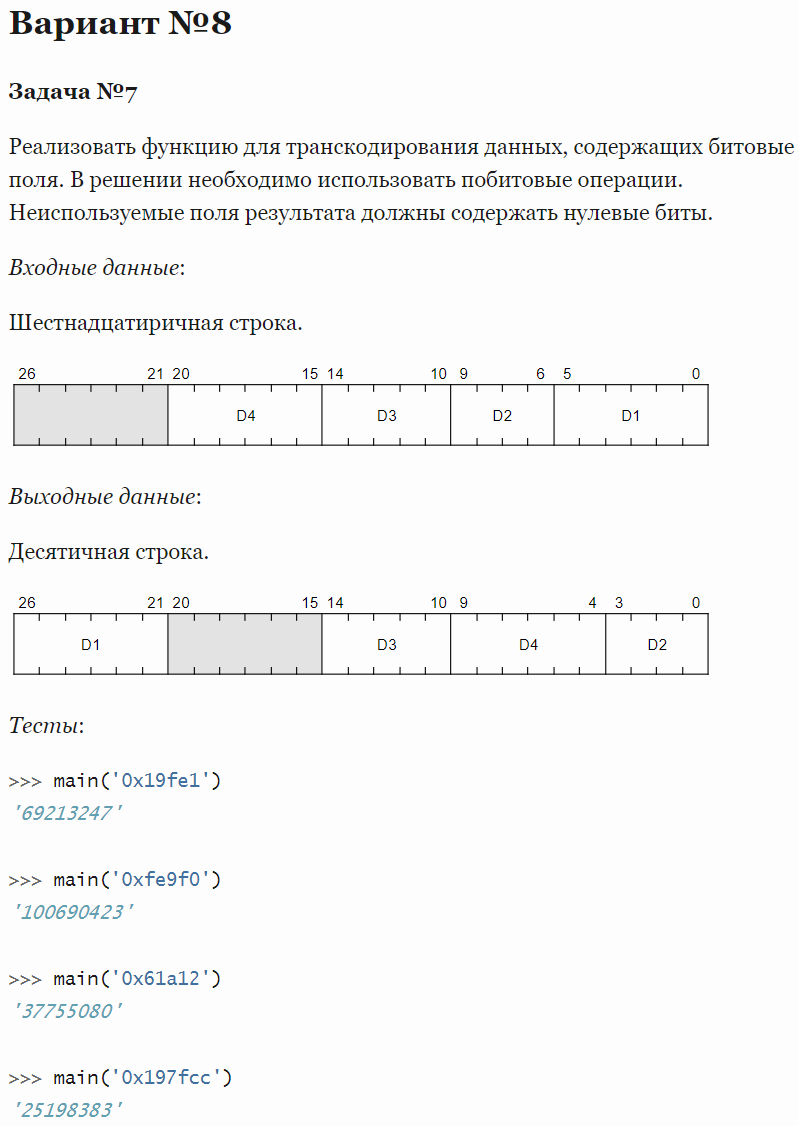 Вариант №8
Задача №7
Реализовать функцию для транскодирования данных, содержащих битовые
поля. В решении необходимо использовать побитовые операции.
Неиспользуемые поля результата должны содержать нулевые биты.
Входные данные:
Шестнадцатиричная строка.
26 21 20 15 14 10 9 6 5 0
D4 D3 D2 D1
Выходные данные:
Десятичная строка.
26 21 20 15 14 10 9 4 3 0
D1 D3 D4 D2
Тесты:
>>> main('0x19fe1')
'69213247'
>>> main('0xfe9f0')
'100690423'
>>> main('0x61a12')
'37755080'
>>> main('0x197fcc')
'25198383'